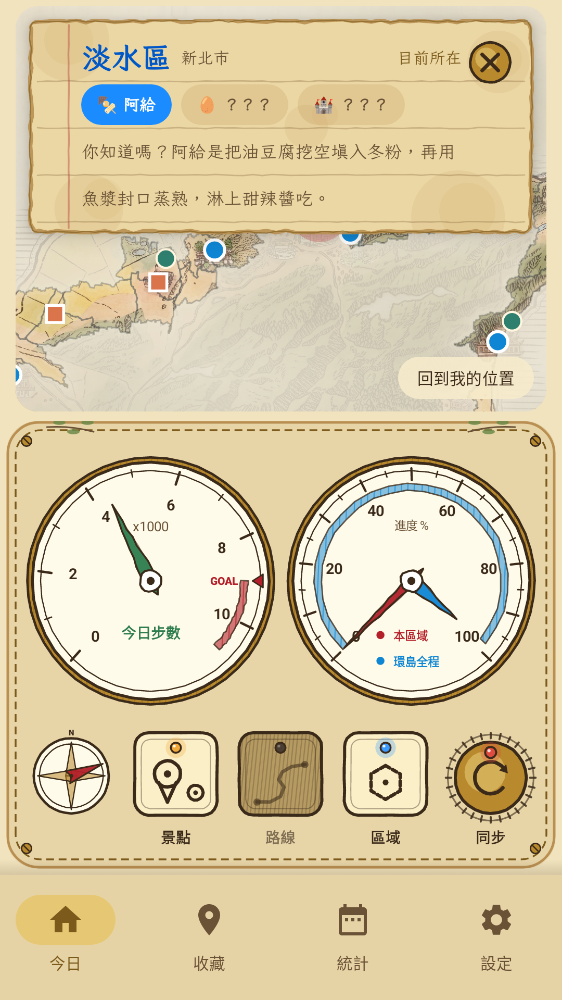 淡水區 新北市 目前所在
阿給 ？？？ ？？？
你知道嗎？阿給是把油豆腐挖空填入冬粉，再用
魚漿封口蒸熟，淋上甜辣醬吃。
回到我的位置
0 2 4 6 8 10
x1000
GOAL
今日步數
0 20 40 60 80 100
進度 %
本區域
環島全程
N
景點 路線 區域 同步
今日 收藏 統計 設定